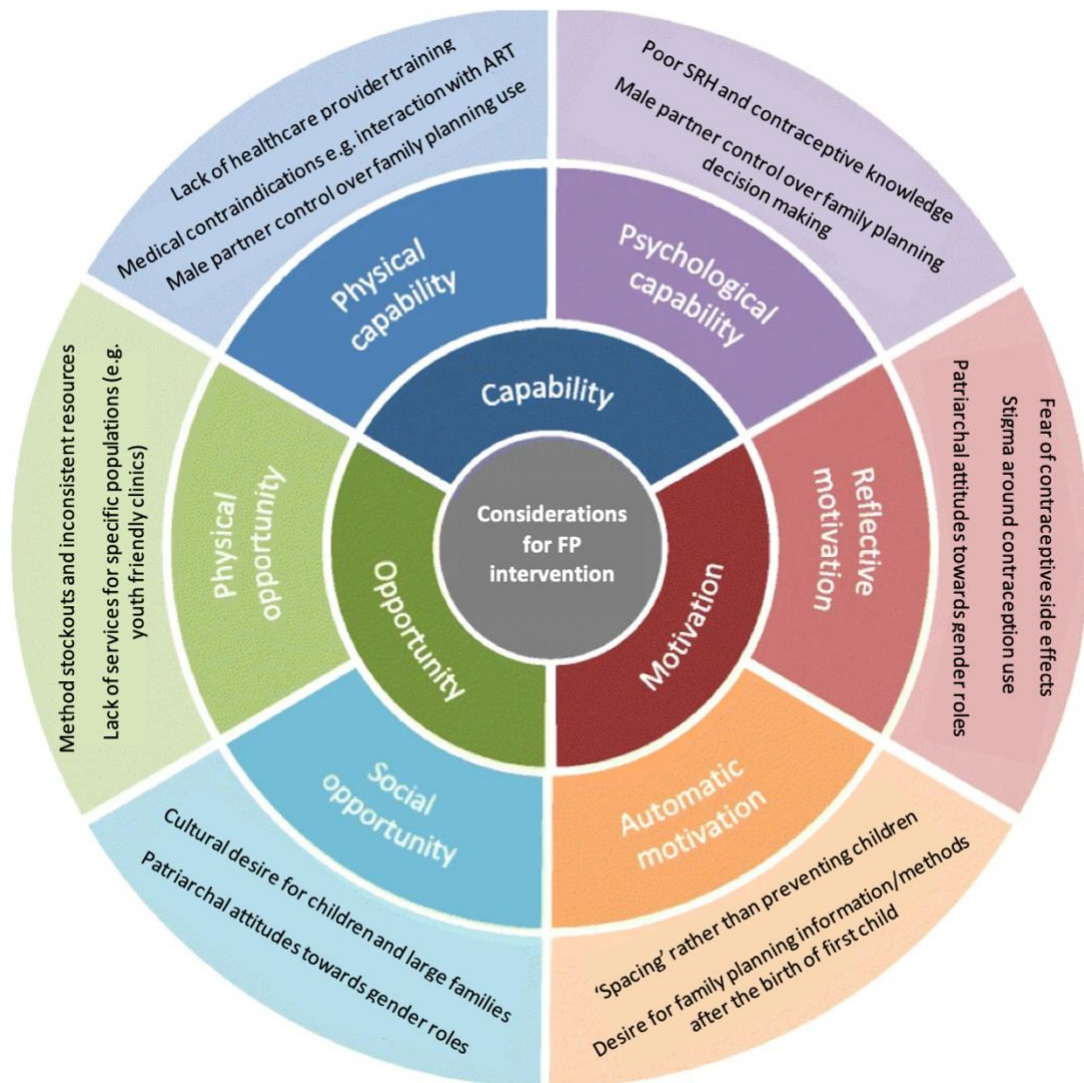 Considerations
for FP
intervention
Capability
Motivation
Opportunity
Physical
capability
Psychological
capability
Reflective
motivation
Automatic
motivation
Social
opportunity
Physical
opportunity
Lack of healthcare provider training
Medical contraindications e.g. interaction with ART
Male partner control over family planning use
Poor SRH and contraceptive knowledge
Male partner control over family planning
decision making
Fear of contraceptive side effects
Stigma around contraception use
Patriarchal attitudes towards gender roles
‘Spacing’ rather than preventing children
Desire for family planning information/methods
after the birth of first child
Cultural desire for children and large families
Patriarchal attitudes towards gender roles
Method stockouts and inconsistent resources
Lack of services for specific populations (e.g.
youth friendly clinics)